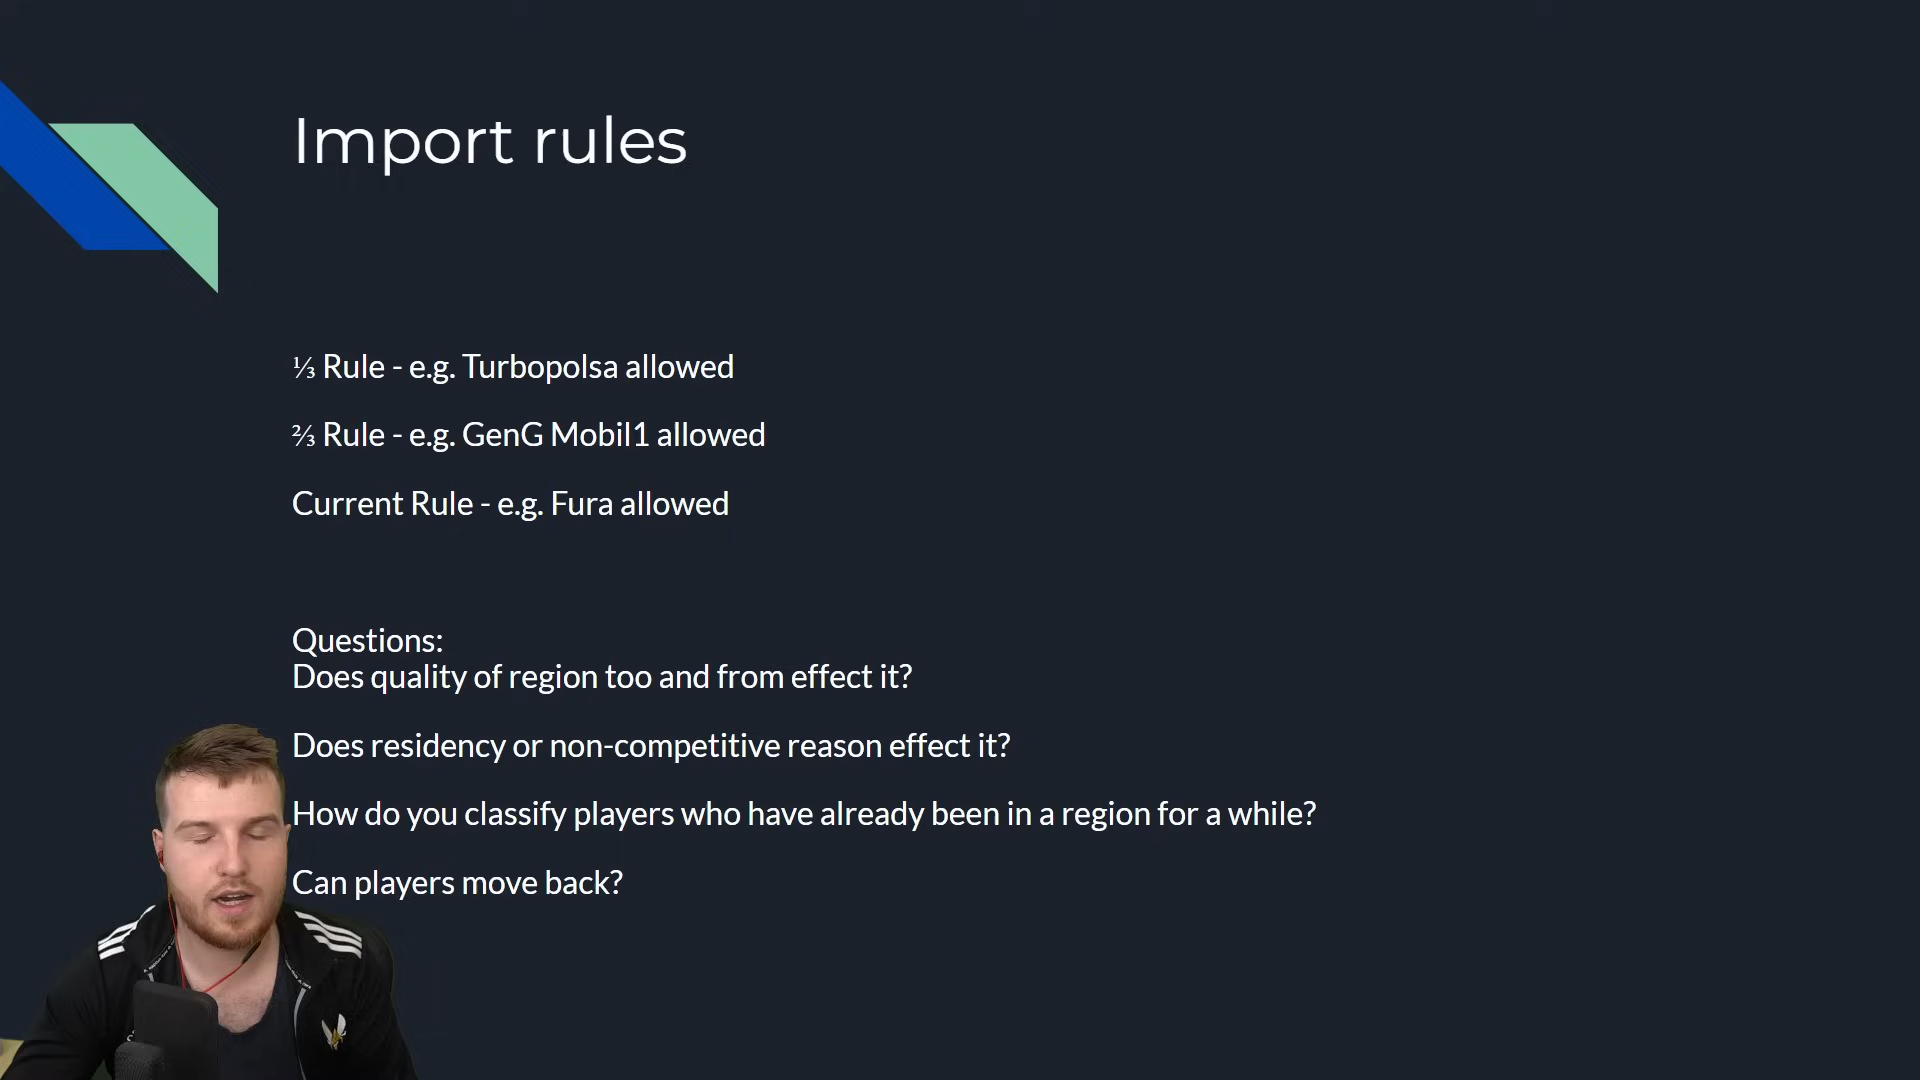 Import rules
⅓ Rule - e.g. Turbopolsa allowed
⅔ Rule - e.g. GenG Mobil1 allowed
Current Rule - e.g. Fura allowed
Questions:
Does quality of region too and from effect it?
Does residency or non-competitive reason effect it?
How do you classify players who have already been in a region for a while?
Can players move back?